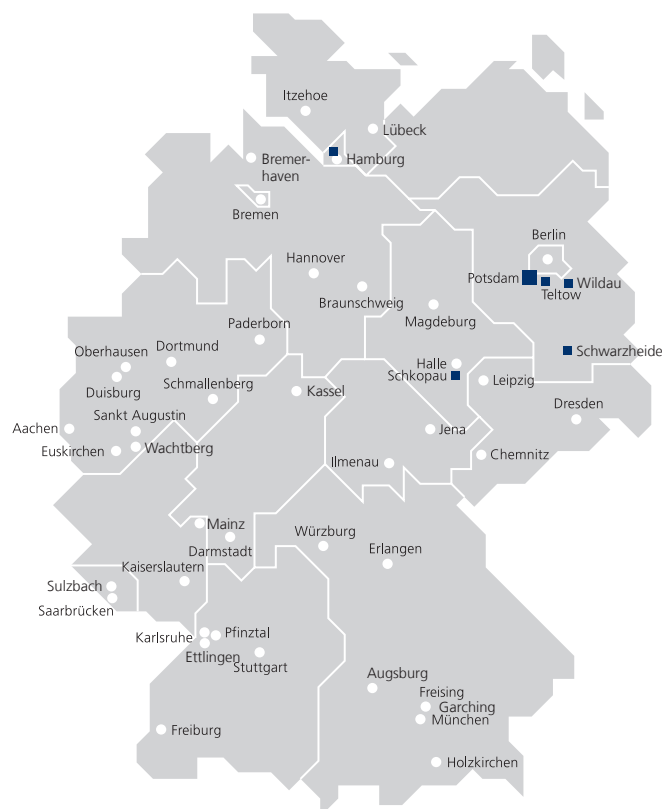 Itzehoe
Lübeck
Bremer-
haven
Hamburg
Bremen
Berlin
Hannover
Potsdam
Wildau
Teltow
Braunschweig
Magdeburg
Paderborn
Dortmund
Oberhausen
Schwarzheide
Halle
Schkopau
Leipzig
Duisburg
Schmallenberg
Kassel
Dresden
Sankt Augustin
Aachen
Jena
Euskirchen
Wachtberg
Chemnitz
Ilmenau
Mainz
Würzburg
Darmstadt
Erlangen
Kaiserslautern
Sulzbach
Saarbrücken
Karlsruhe
Pfinztal
Ettlingen
Stuttgart
Augsburg
Freising
Garching
München
Freiburg
Holzkirchen